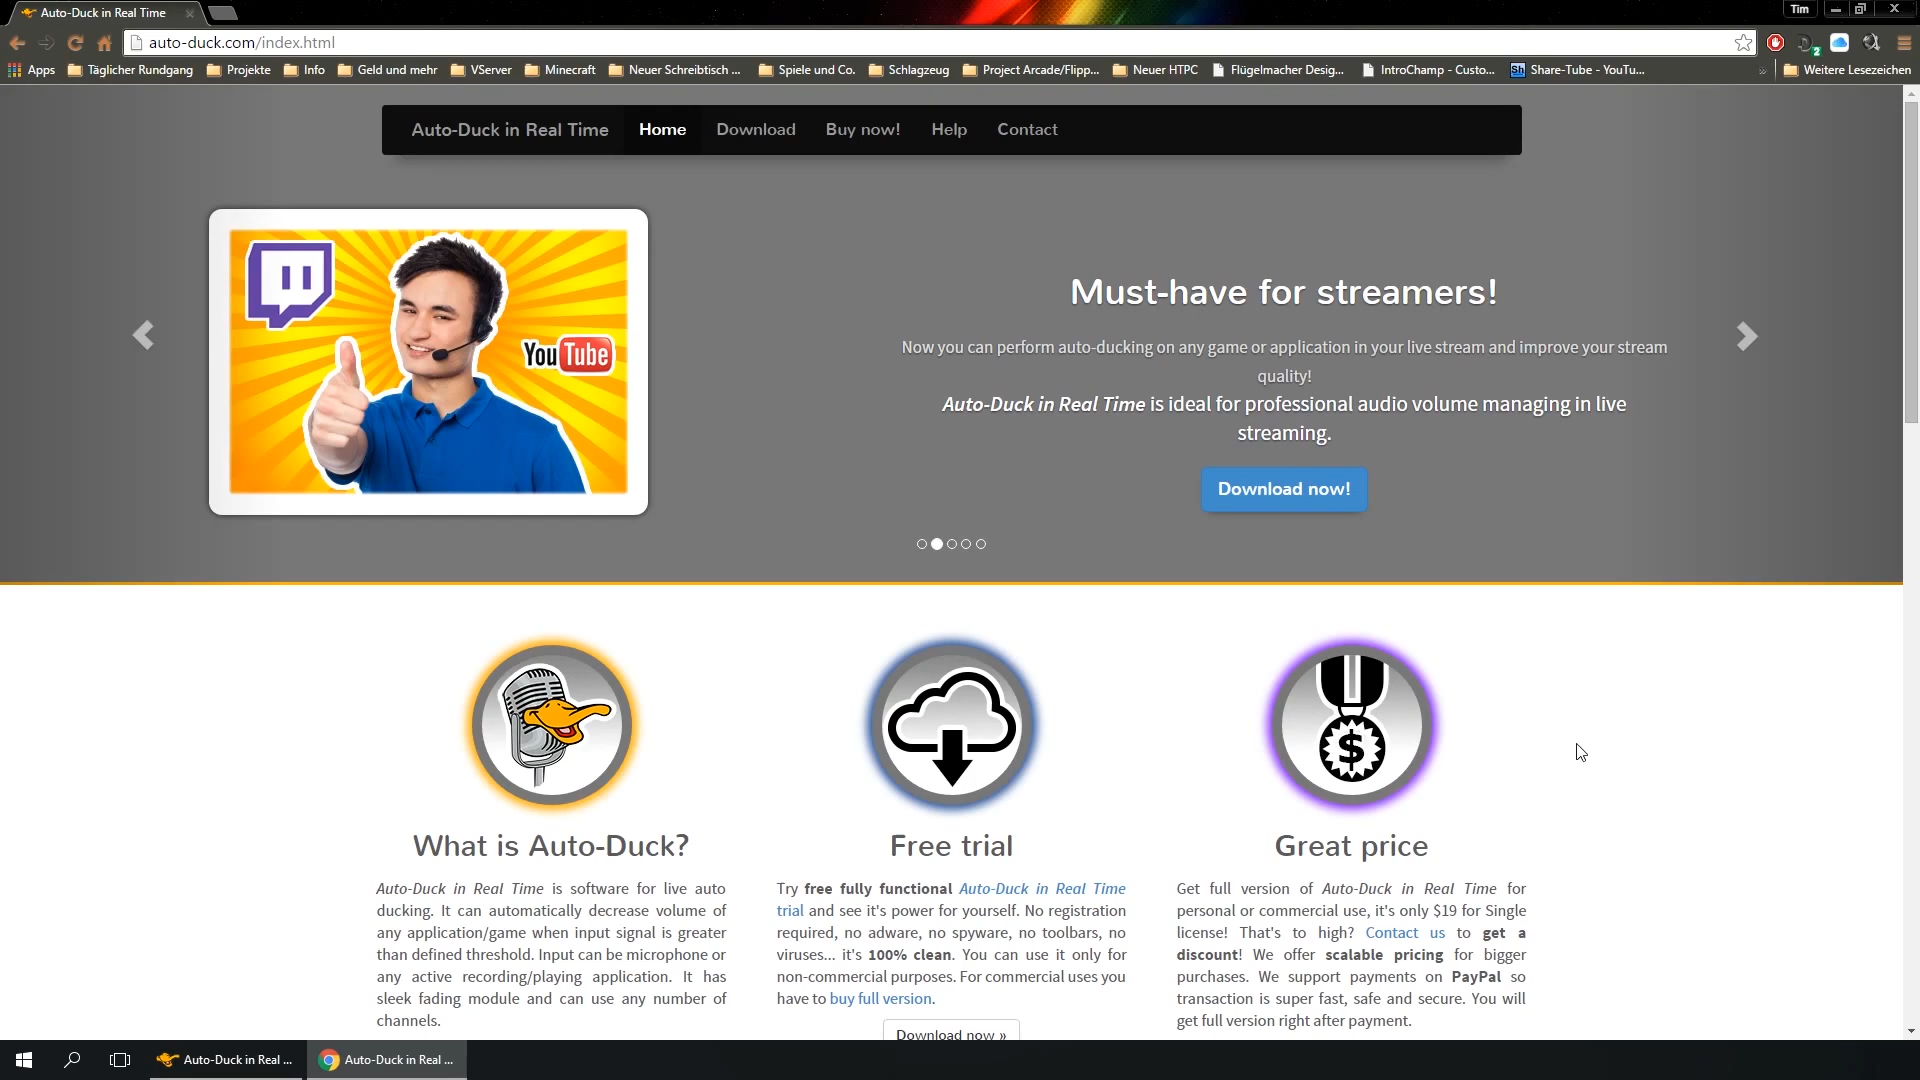 Auto-Duck in Real Time
Tim
auto-duck.com/index.html
Apps Täglicher Rundgang Projekte Info Geld und mehr VServer Minecraft Neuer Schreibtisch ... Spiele und Co. Schlagzeug Project Arcade/Flipp... Neuer HTPC Flügelmacher Desig... IntroChamp - Custo... Sh Share-Tube - YouTu... » Weitere Lesezeichen
Auto-Duck in Real Time Home Download Buy now! Help Contact
You Tube
Must-have for streamers!
Now you can perform auto-ducking on any game or application in your live stream and improve your stream
quality!
Auto-Duck in Real Time is ideal for professional audio volume managing in live
streaming.
Download now!
$
What is Auto-Duck?
Auto-Duck in Real Time is software for live auto
ducking. It can automatically decrease volume of
any application/game when input signal is greater
than defined threshold. Input can be microphone or
any active recording/playing application. It has
sleek fading module and can use any number of
channels.
Free trial
Try free fully functional Auto-Duck in Real Time
trial and see it's power for yourself. No registration
required, no adware, no spyware, no toolbars, no
viruses... it's 100% clean. You can use it only for
non-commercial purposes. For commercial uses you
have to buy full version.
Download now »
Great price
Get full version of Auto-Duck in Real Time for
personal or commercial use, it's only $19 for Single
license! That's to high? Contact us to get a
discount! We offer scalable pricing for bigger
purchases. We support payments on PayPal so
transaction is super fast, safe and secure. You will
get full version right after payment.
Auto-Duck in Real ... Auto-Duck in Real ...